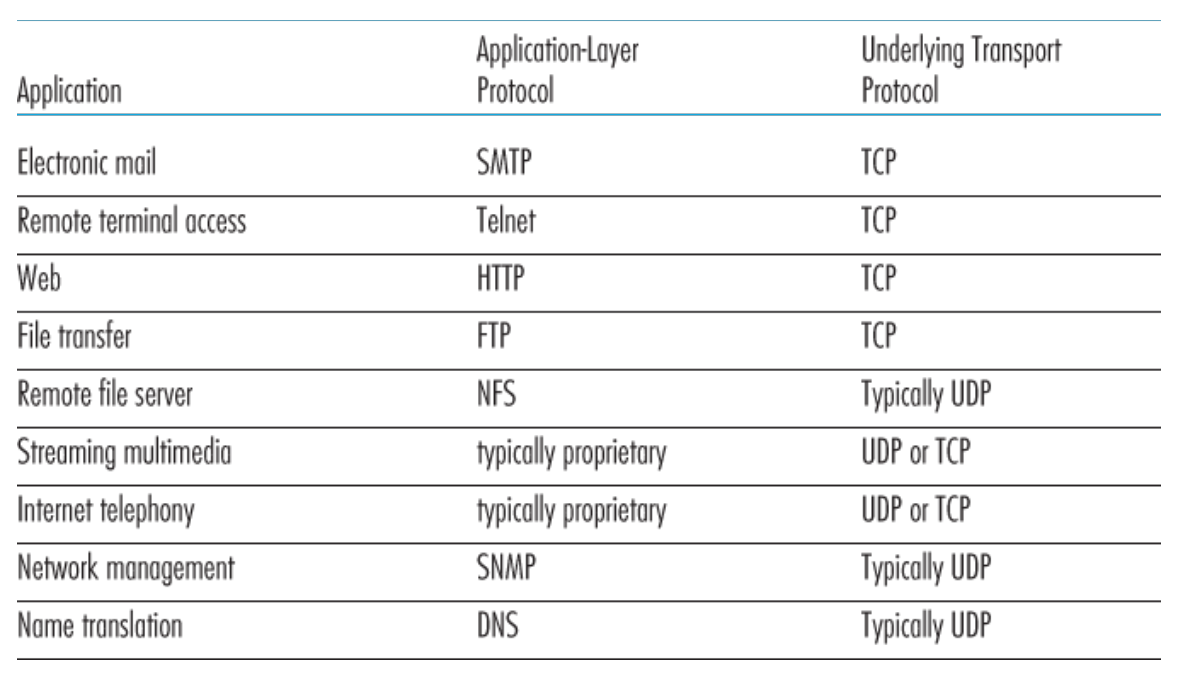 Application Application-Layer Protocol Underlying Transport Protocol
Electronic mail SMTP TCP
Remote terminal access Telnet TCP
Web HTTP TCP
File transfer FTP TCP
Remote file server NFS Typically UDP
Streaming multimedia typically proprietary UDP or TCP
Internet telephony typically proprietary UDP or TCP
Network management SNMP Typically UDP
Name translation DNS Typically UDP